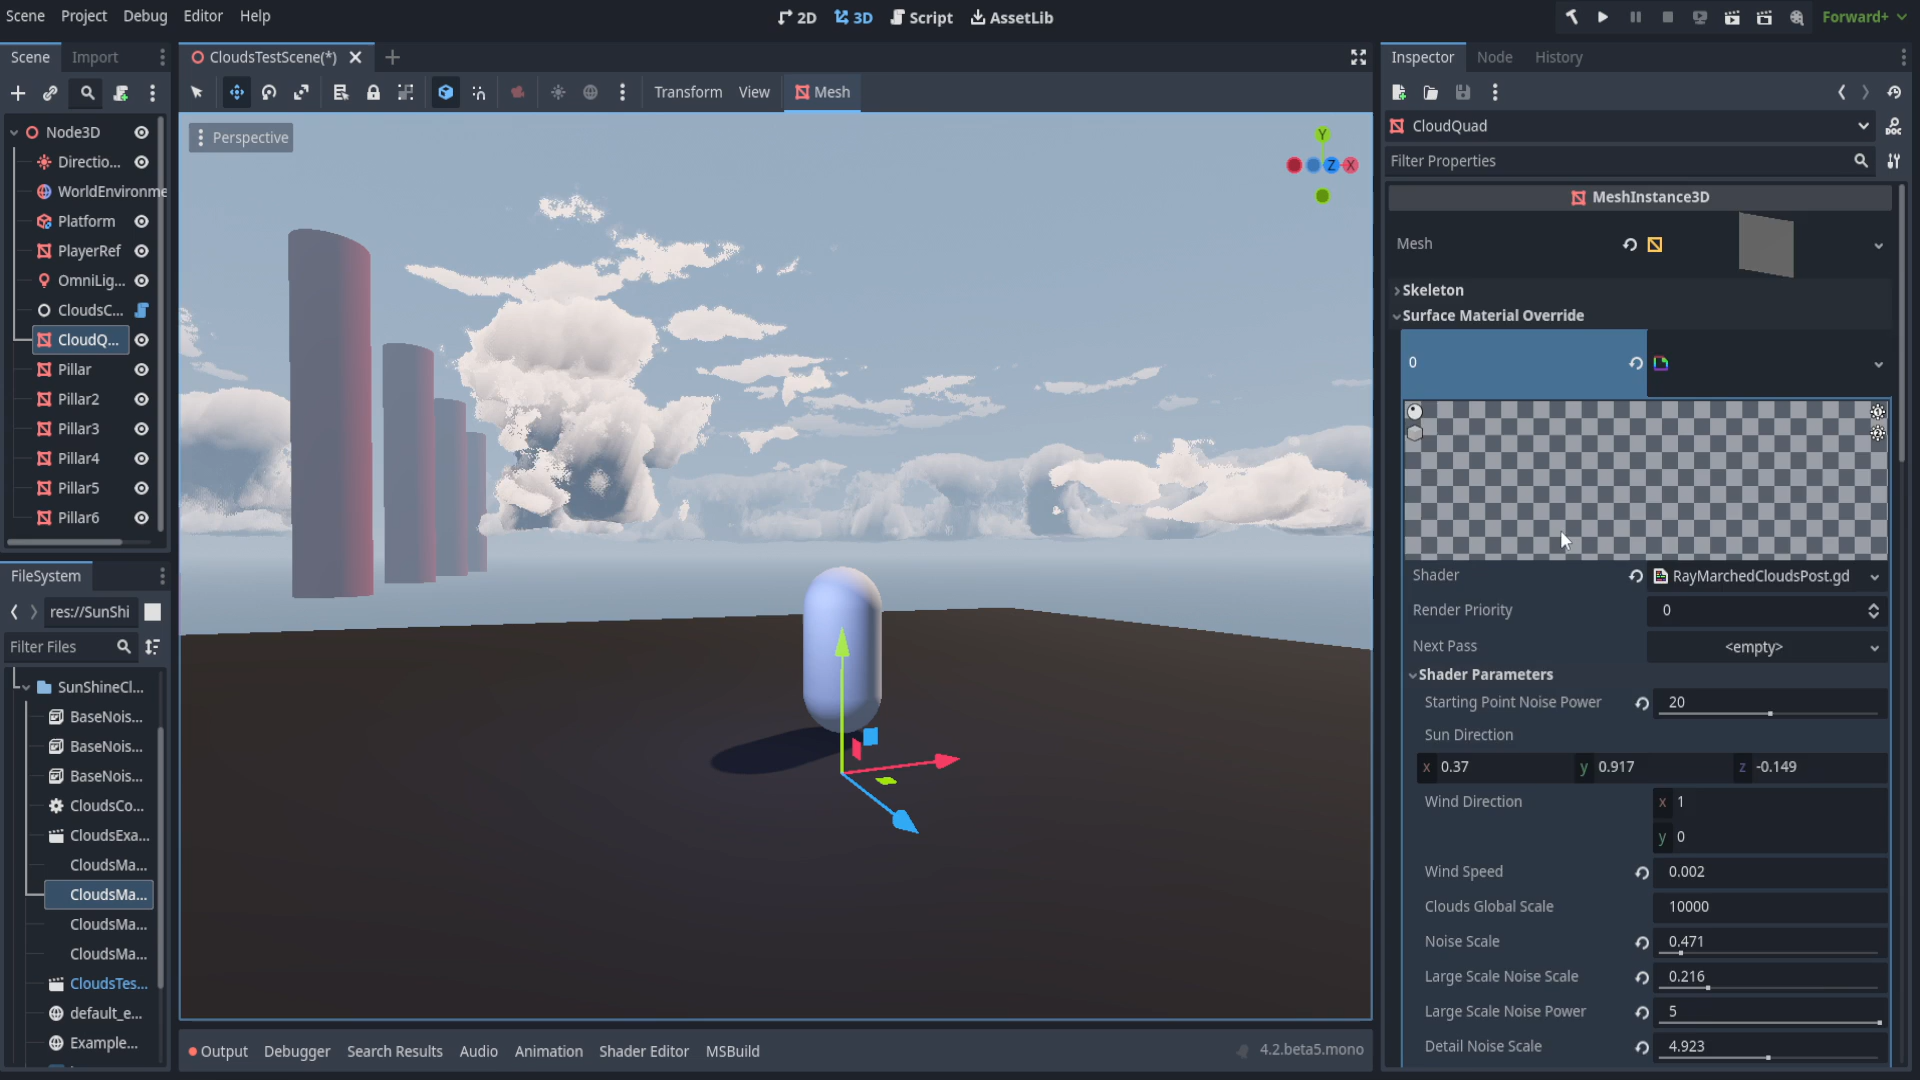 Scene Project Debug Editor Help
2D 3D Script AssetLib
Forward+
Scene Import
CloudsTestScene(*)
Inspector Node History
Transform View Mesh
CloudQuad
Filter Properties
Perspective
Y
Z X
Node3D
Directio...
WorldEnvironme
Platform
PlayerRef
OmniLig...
CloudsC...
CloudQ...
Pillar
Pillar2
Pillar3
Pillar4
Pillar5
Pillar6
FileSystem
res://SunShi
Filter Files
SunShineCl...
BaseNois...
BaseNois...
BaseNois...
CloudsCo...
CloudsExa...
CloudsMa...
CloudsMa...
CloudsMa...
CloudsMa...
CloudsTes...
default_e...
Example...
MeshInstance3D
Mesh
Skeleton
Surface Material Override
0
Shader RayMarchedCloudsPost.gd
Render Priority 0
Next Pass <empty>
Shader Parameters
Starting Point Noise Power 20
Sun Direction
x 0.37 y 0.917 z -0.149
Wind Direction x 1
y 0
Wind Speed 0.002
Clouds Global Scale 10000
Noise Scale 0.471
Large Scale Noise Scale 0.216
Large Scale Noise Power 5
Detail Noise Scale 4.923
Output Debugger Search Results Audio Animation Shader Editor MSBuild
4.2.beta5.mono